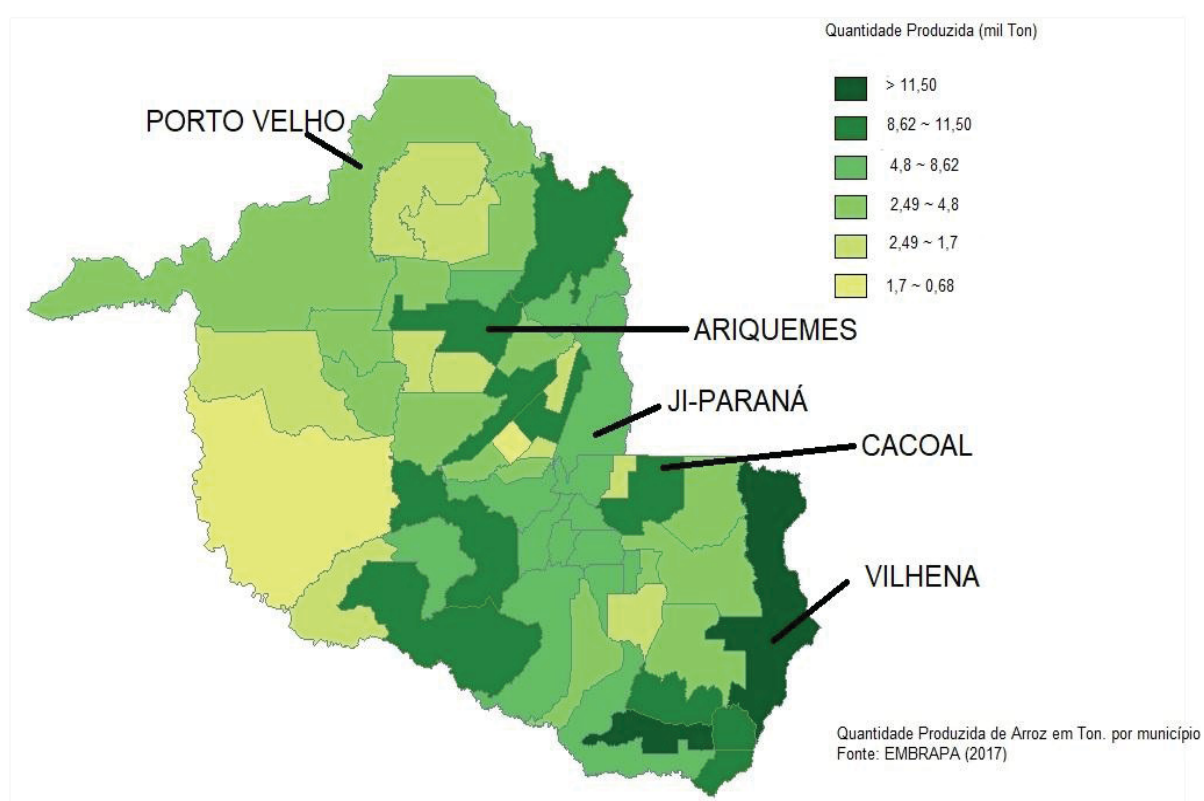 Quantidade Produzida (mil Ton)
> 11,50
8,62 ~ 11,50
4,8 ~ 8,62
2,49 ~ 4,8
2,49 ~ 1,7
1,7 ~ 0,68
PORTO VELHO
ARIQUEMES
JI-PARANÁ
CACOAL
VILHENA
Quantidade Produzida de Arroz em Ton. por município
Fonte: EMBRAPA (2017)